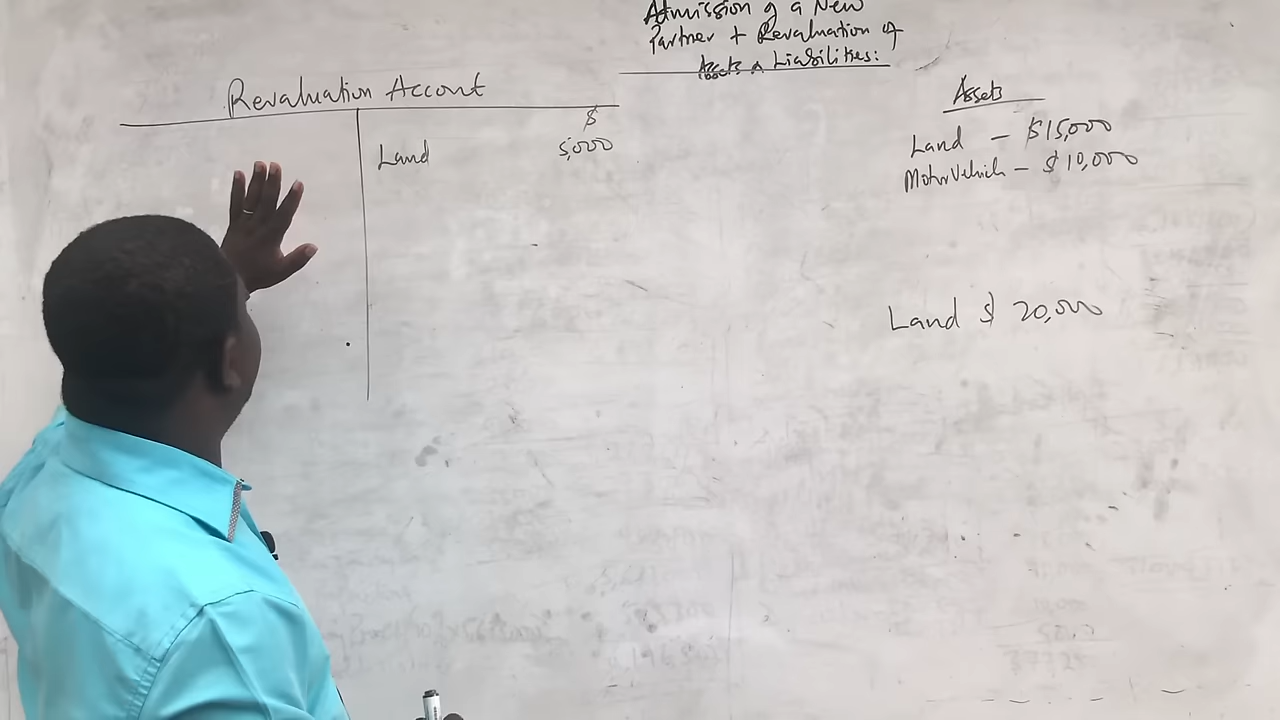 Admission of a New
Partner + Revaluation of
Assets & Liabilities:
Revaluation Account
$
Land 5,000
Assets
Land - $15,000
Motor Vehicle - $10,000
Land $ 20,000